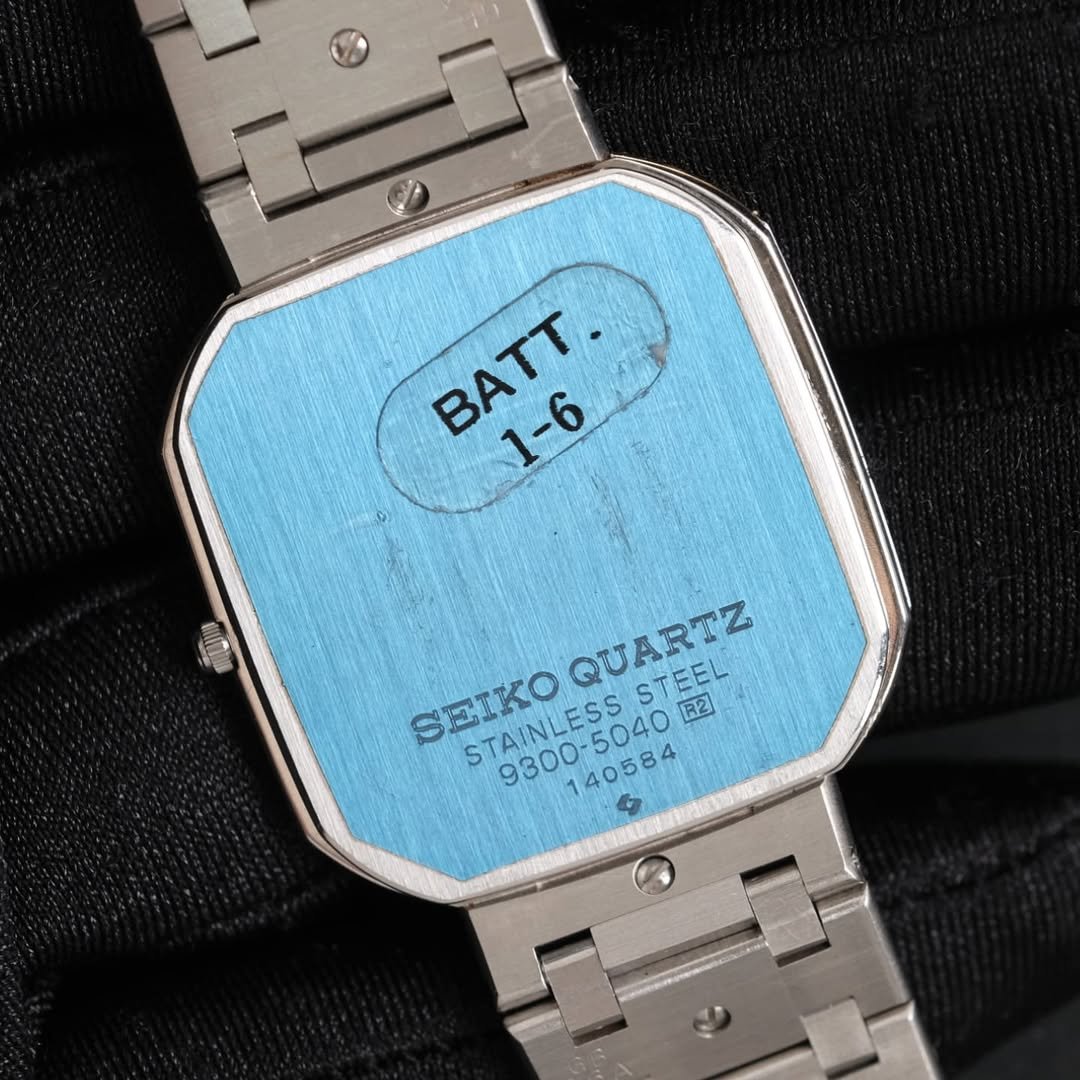 BATT.
1-6
SEIKO QUARTZ
STAINLESS STEEL
9300-5040 R2
140584